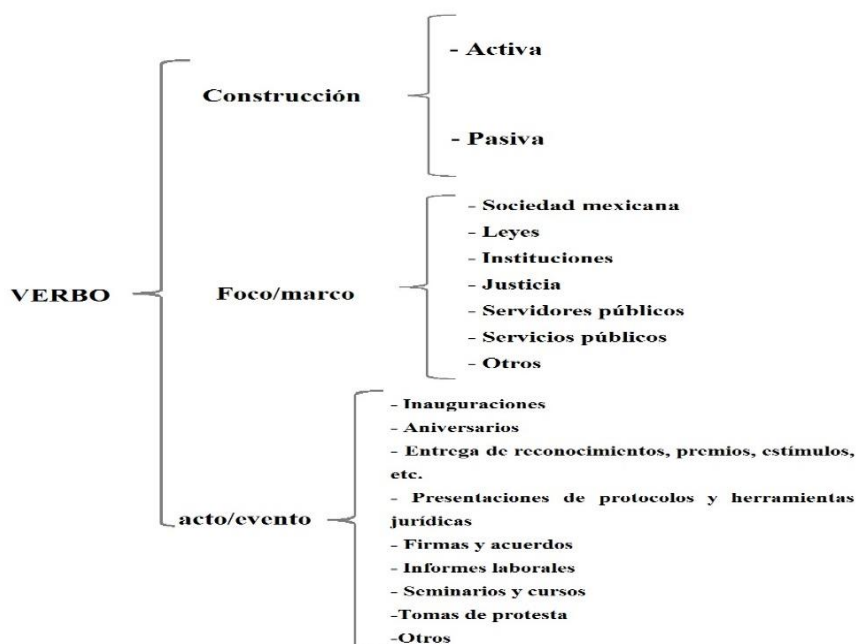 - Activa
Construcción
- Pasiva
- Sociedad mexicana
- Leyes
- Instituciones
- Justicia
VERBO
Foco/marco
- Servidores públicos
- Servicios públicos
- Otros
- Inauguraciones
- Aniversarios
- Entrega de reconocimientos, premios, estímulos,
etc.
- Presentaciones de protocolos y herramientas
acto/evento
jurídicas
- Firmas y acuerdos
- Informes laborales
- Seminarios y cursos
-Tomas de protesta
-Otros